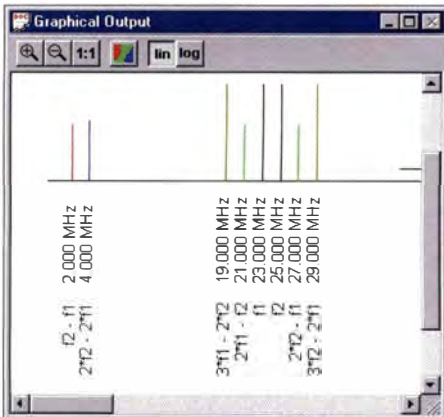 Graphical Output
1:1 lin log
f2 - f1 2.000 MHz
2*f2 - 2*f1 4.000 MHz
3*f1 - 2*f2 19.000 MHz
2*f1 - f2 21.000 MHz
f1 23.000 MHz
f2 25.000 MHz
2*f2 - f1 27.000 MHz
3*f2 - 2*f1 29.000 MHz